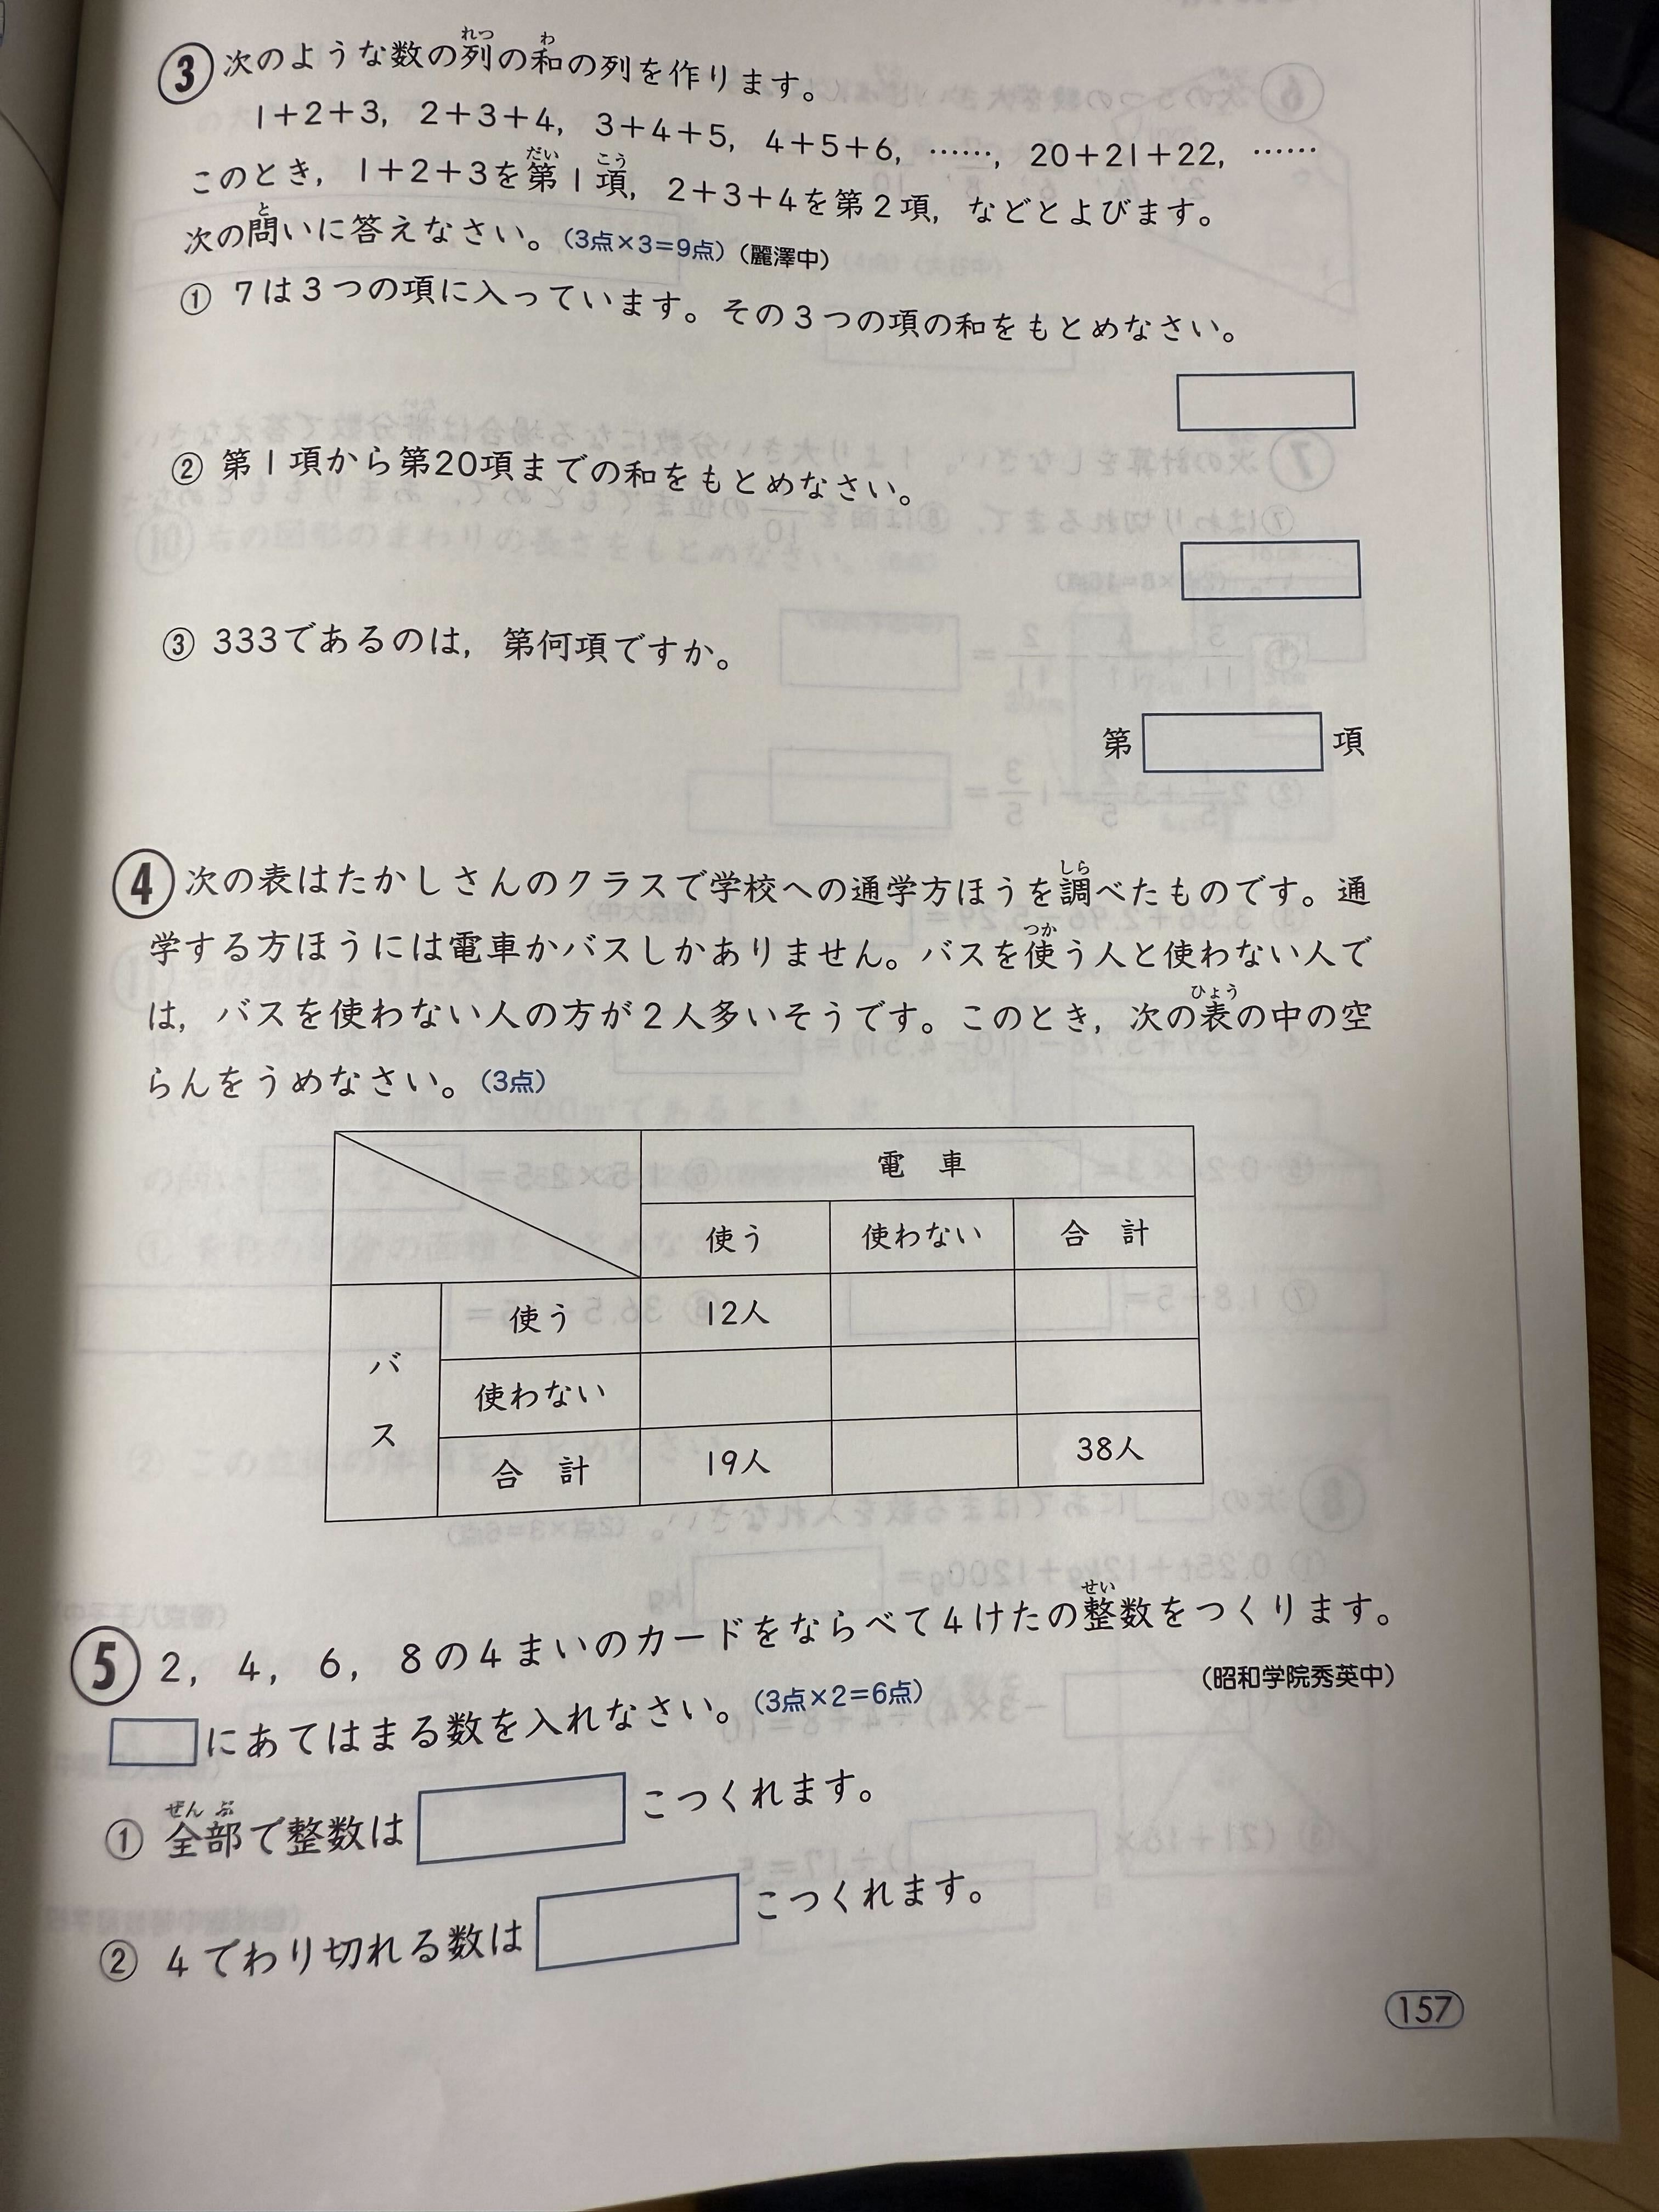 ③ 次のような数の列の和の列を作ります。
1+2+3, 2+3+4, 3+4+5, 4+5+6, ……, 20+21+22, ……
このとき, 1+2+3を第1項, 2+3+4を第2項, などとよびます。
次の問いに答えなさい。(3点×3=9点)(麗澤中)
① 7は3つの項に入っています。その3つの項の和をもとめなさい。
② 第1項から第20項までの和をもとめなさい。
③ 333であるのは, 第何項ですか。
第 項
④ 次の表はたかしさんのクラスで学校への通学方ほうを調べたものです。通
学する方ほうには電車かバスしかありません。バスを使う人と使わない人で
は, バスを使わない人の方が2人多いそうです。このとき, 次の表の中の空
らんをうめなさい。(3点)
電 車
使う 使わない 合 計
バス
使う 12人
使わない
合 計 19人 38人
⑤ 2, 4, 6, 8の4まいのカードをならべて4けたの整数をつくります。
にあてはまる数を入れなさい。(3点×2=6点) (昭和学院秀英中)
① 全部で整数は こつくれます。
② 4でわり切れる数は こつくれます。
157